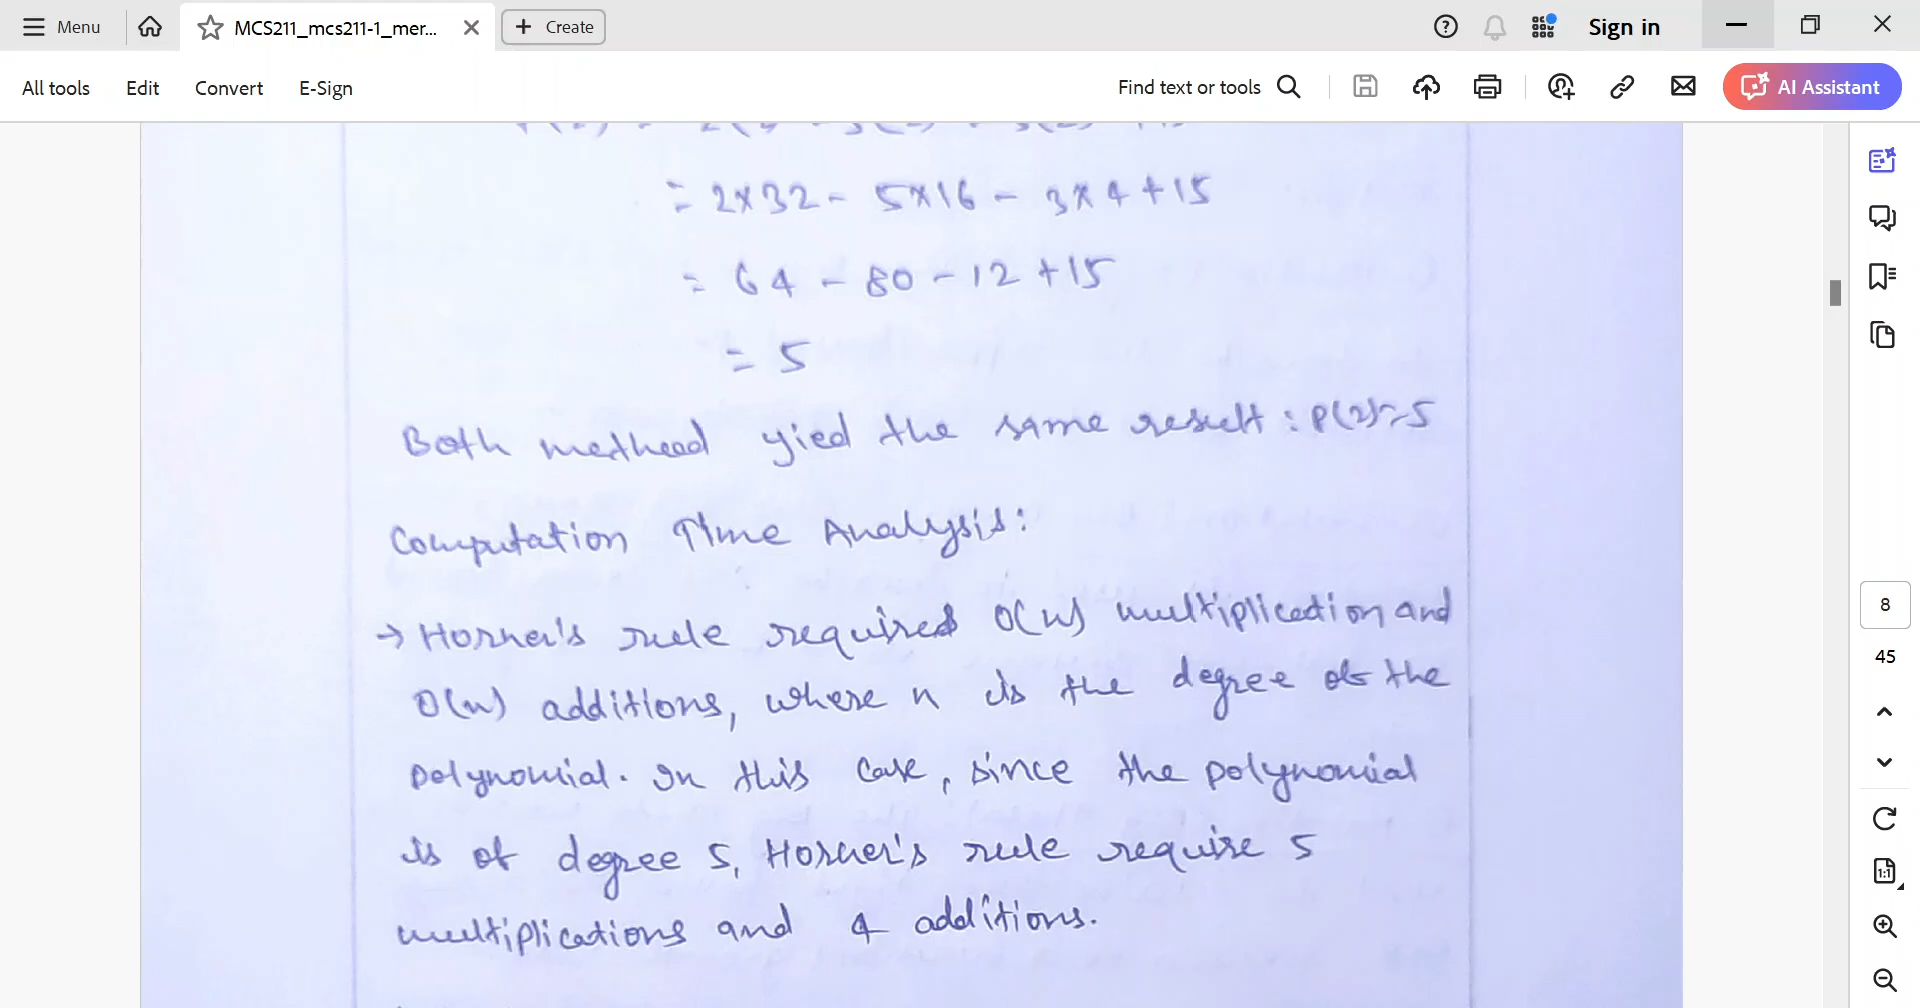 Menu
MCS211_mcs211-1_mer...
Create
Sign in
All tools
Edit
Convert
E-Sign
Find text or tools
AI Assistant
= 2×32 - 5×16 - 3×4+15
= 64 - 80 - 12 +15
= 5
Both methead yied the same result : P(2)=5
Computation Time Analysis:
→ Horner's rule required O(n) multiplication and
O(n) additions, where n is the degree of the
polynomial. In this case, since the polynomial
is of degree 5, Horner's rule require 5
multiplications and 4 additions.
8
45
1:1